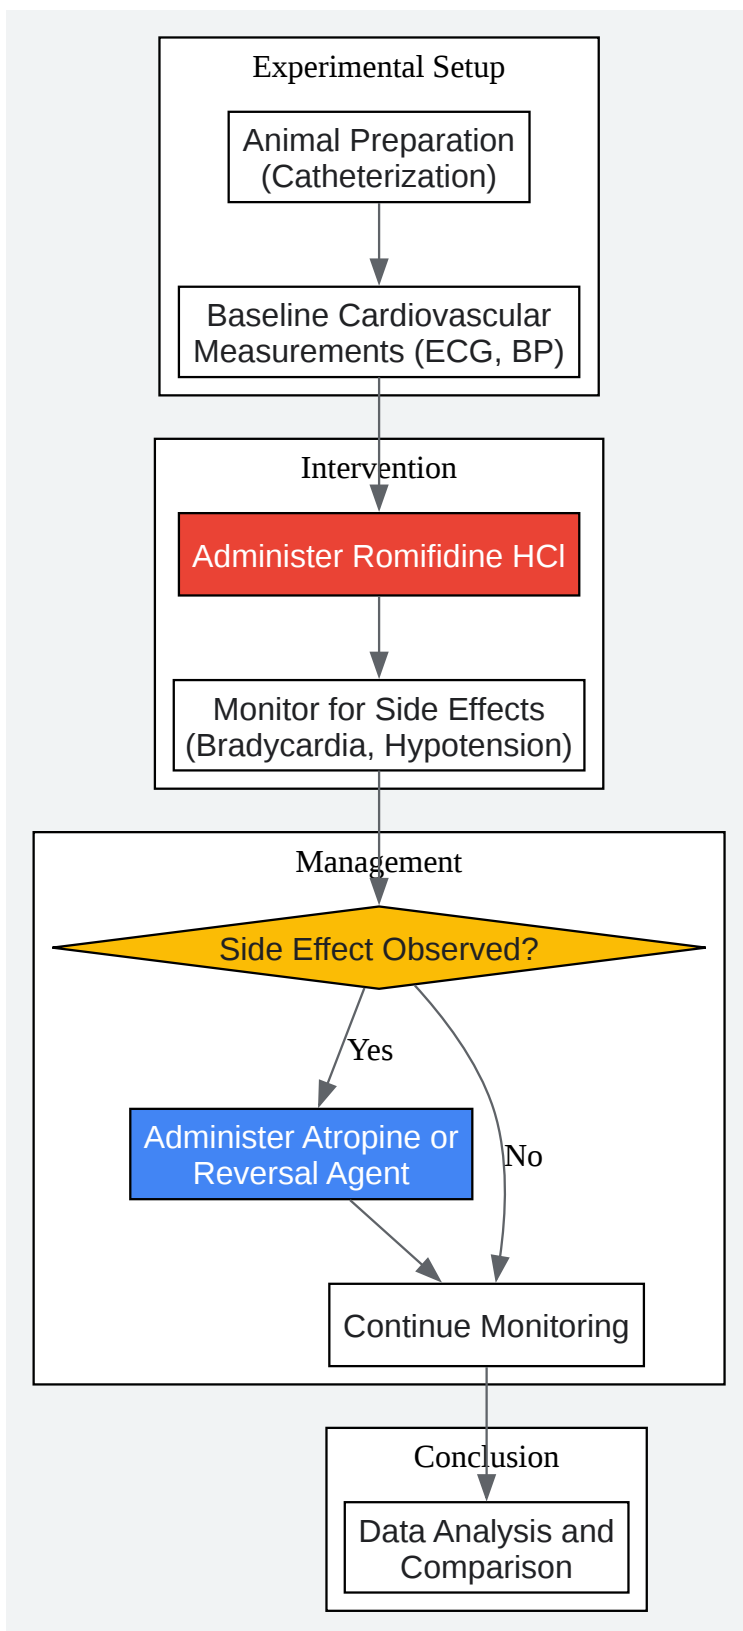 Experimental Setup
Animal Preparation
(Catheterization)
Baseline Cardiovascular
Measurements (ECG, BP)
Intervention
Administer Romifidine HCl
Monitor for Side Effects
(Bradycardia, Hypotension)
Management
Side Effect Observed?
Yes
Administer Atropine or
Reversal Agent
No
Continue Monitoring
Conclusion
Data Analysis and
Comparison